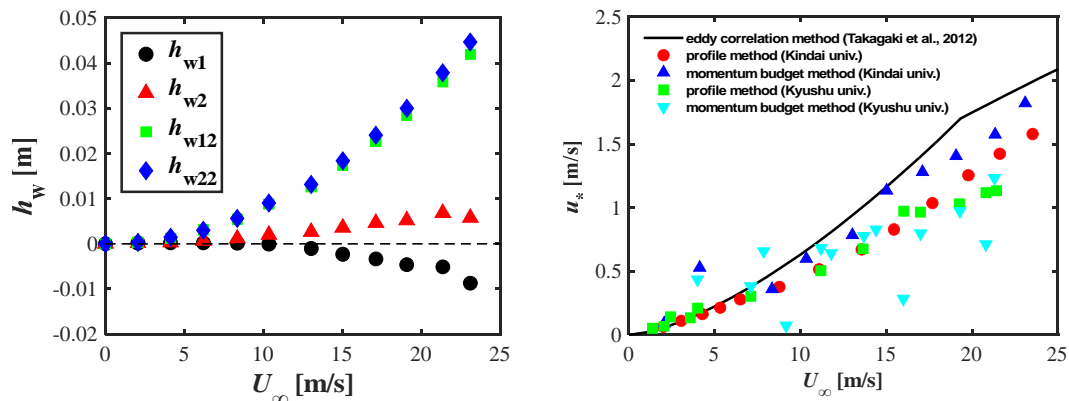 0.05
0.04
0.03
0.02
0.01
0
-0.01
-0.02
h_w [m]
h_w1
h_w2
h_w12
h_w22
0 5 10 15 20 25
U_∞ [m/s]
2.5
2
1.5
1
0.5
0
u_* [m/s]
eddy correlation method (Takagaki et al., 2012)
profile method (Kindai univ.)
momentum budget method (Kindai univ.)
profile method (Kyushu univ.)
momentum budget method (Kyushu univ.)
0 5 10 15 20 25
U_∞ [m/s]